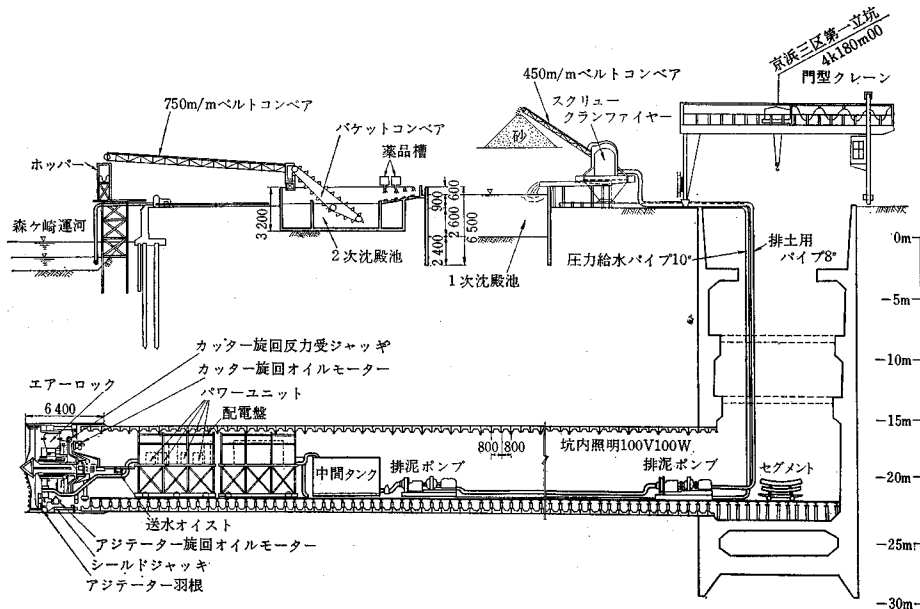 京浜三区第一立坑
4k180m00
門型クレーン
450m/mベルトコンベア
スクリュー
クランファイヤー
750m/mベルトコンベア
バケットコンベア
薬品槽
砂
ホッパー
森ヶ崎運河
3 200
2次沈殿池
900
600
2 600
2 400
6 500
1次沈殿池
圧力給水パイプ10°
排土用
パイプ8°
0m
-5m
-10m
-15m
-20m
-25m
-30m
カッター旋回反力受ジャッキ
カッター旋回オイルモーター
エアーロック
パワーユニット
6 400
配電盤
800 800
坑内照明100V100W
中間タンク
排泥ポンプ
排泥ポンプ
セグメント
送水オイスト
アジテーター旋回オイルモーター
シールドジャッキ
アジテーター羽根